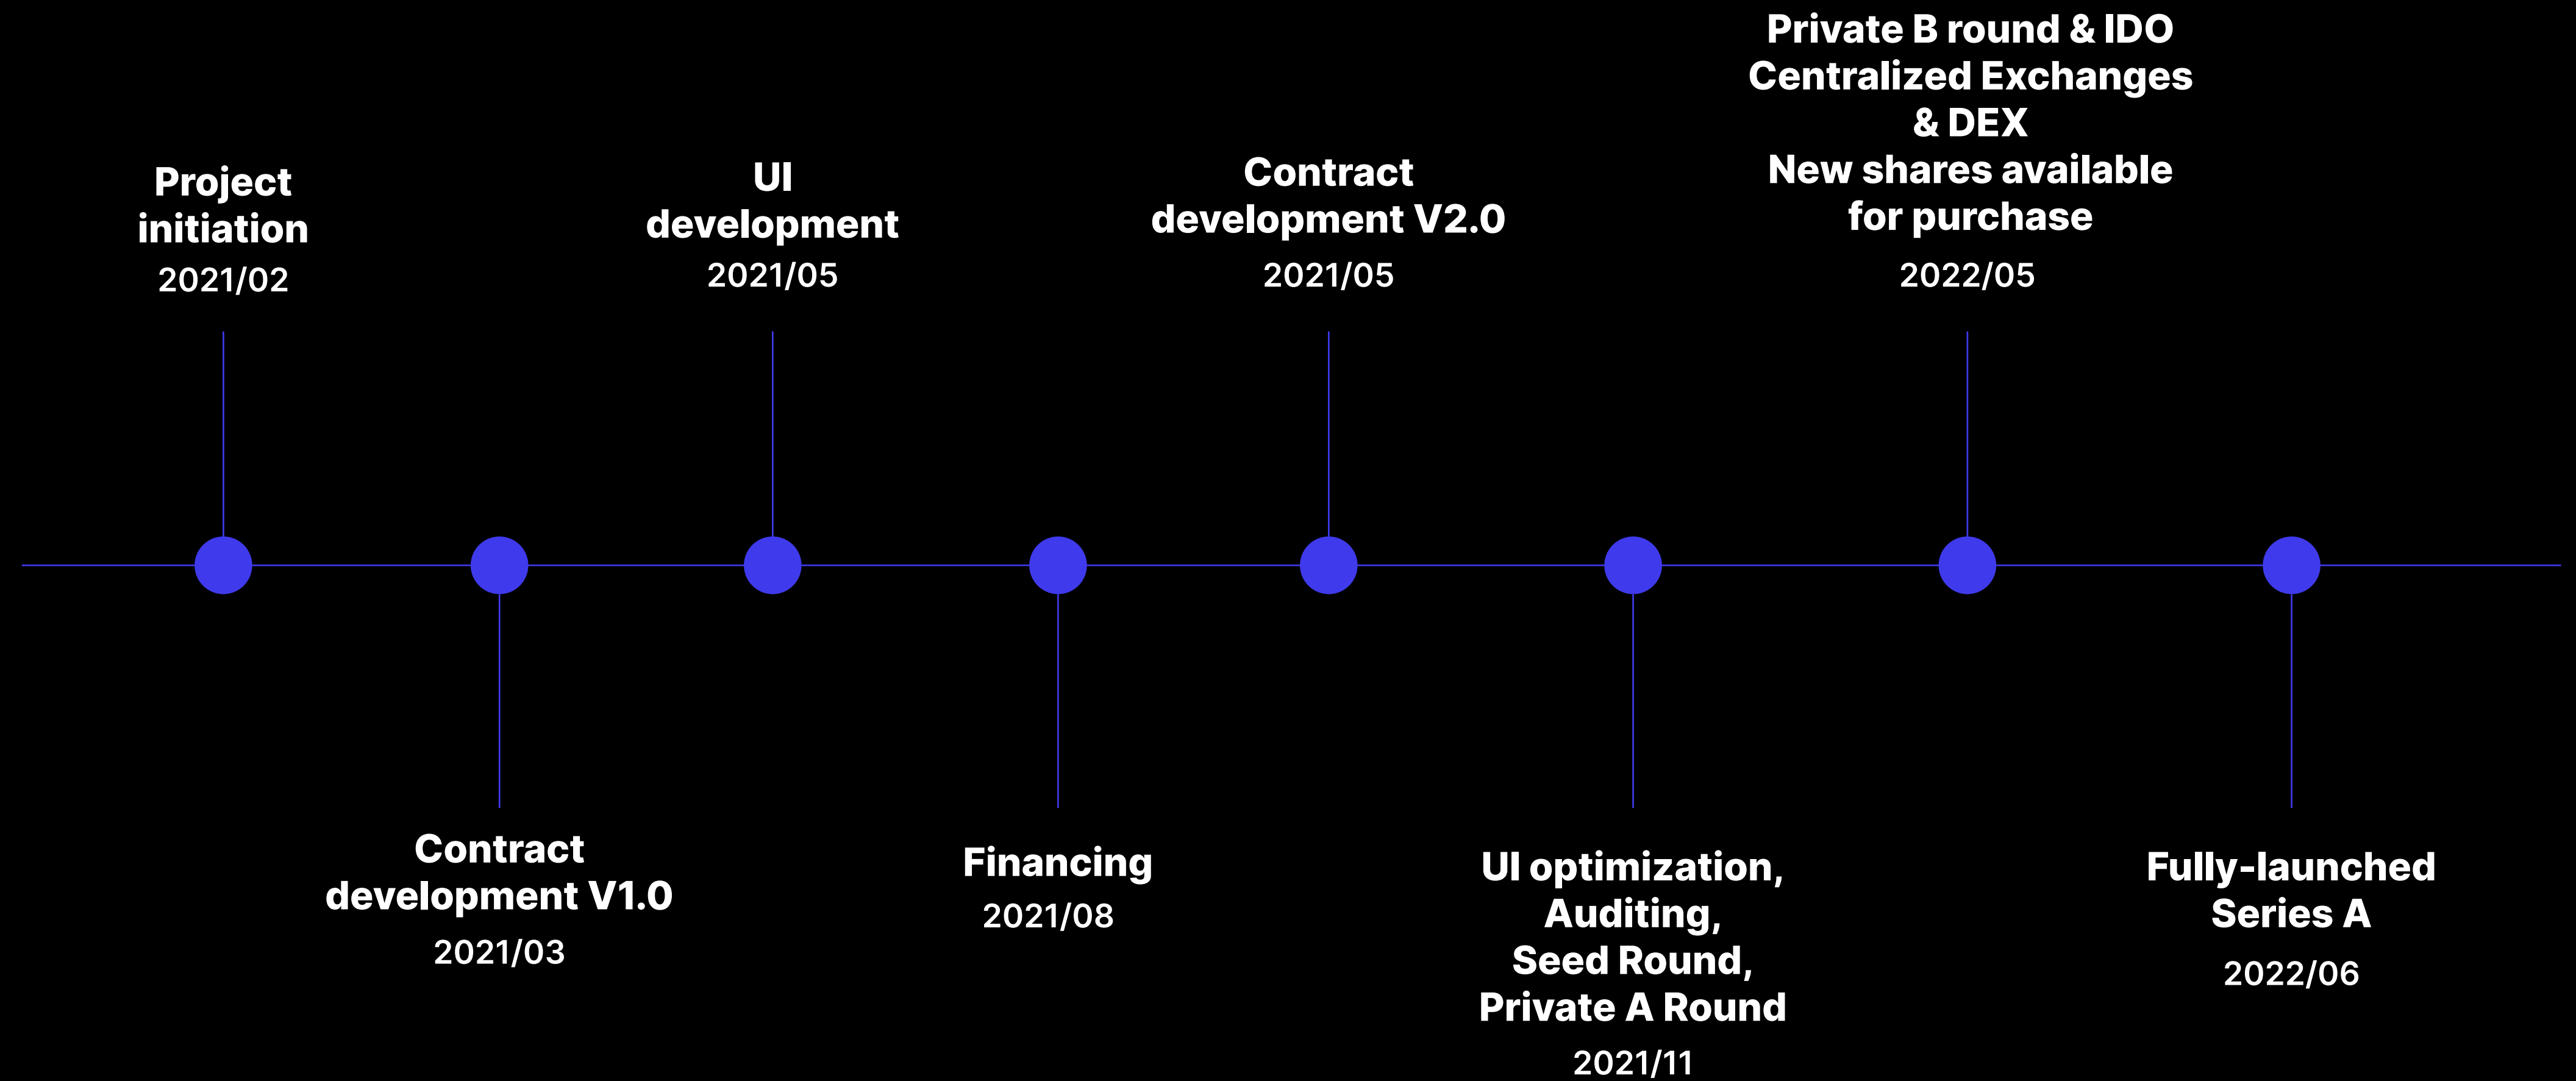 Project
initiation
2021/02
Contract
development V1.0
2021/03
UI
development
2021/05
Financing
2021/08
Contract
development V2.0
2021/05
UI optimization,
Auditing,
Seed Round,
Private A Round
2021/11
Private B round & IDO
Centralized Exchanges
& DEX
New shares available
for purchase
2022/05
Fully-launched
Series A
2022/06